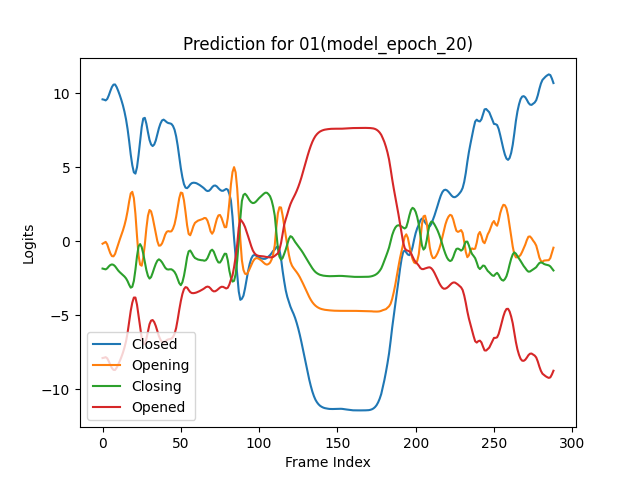 Prediction for 01(model_epoch_20)
Logits
10
5
0
−5
−10
Closed
Opening
Closing
Opened
0 50 100 150 200 250 300
Frame Index